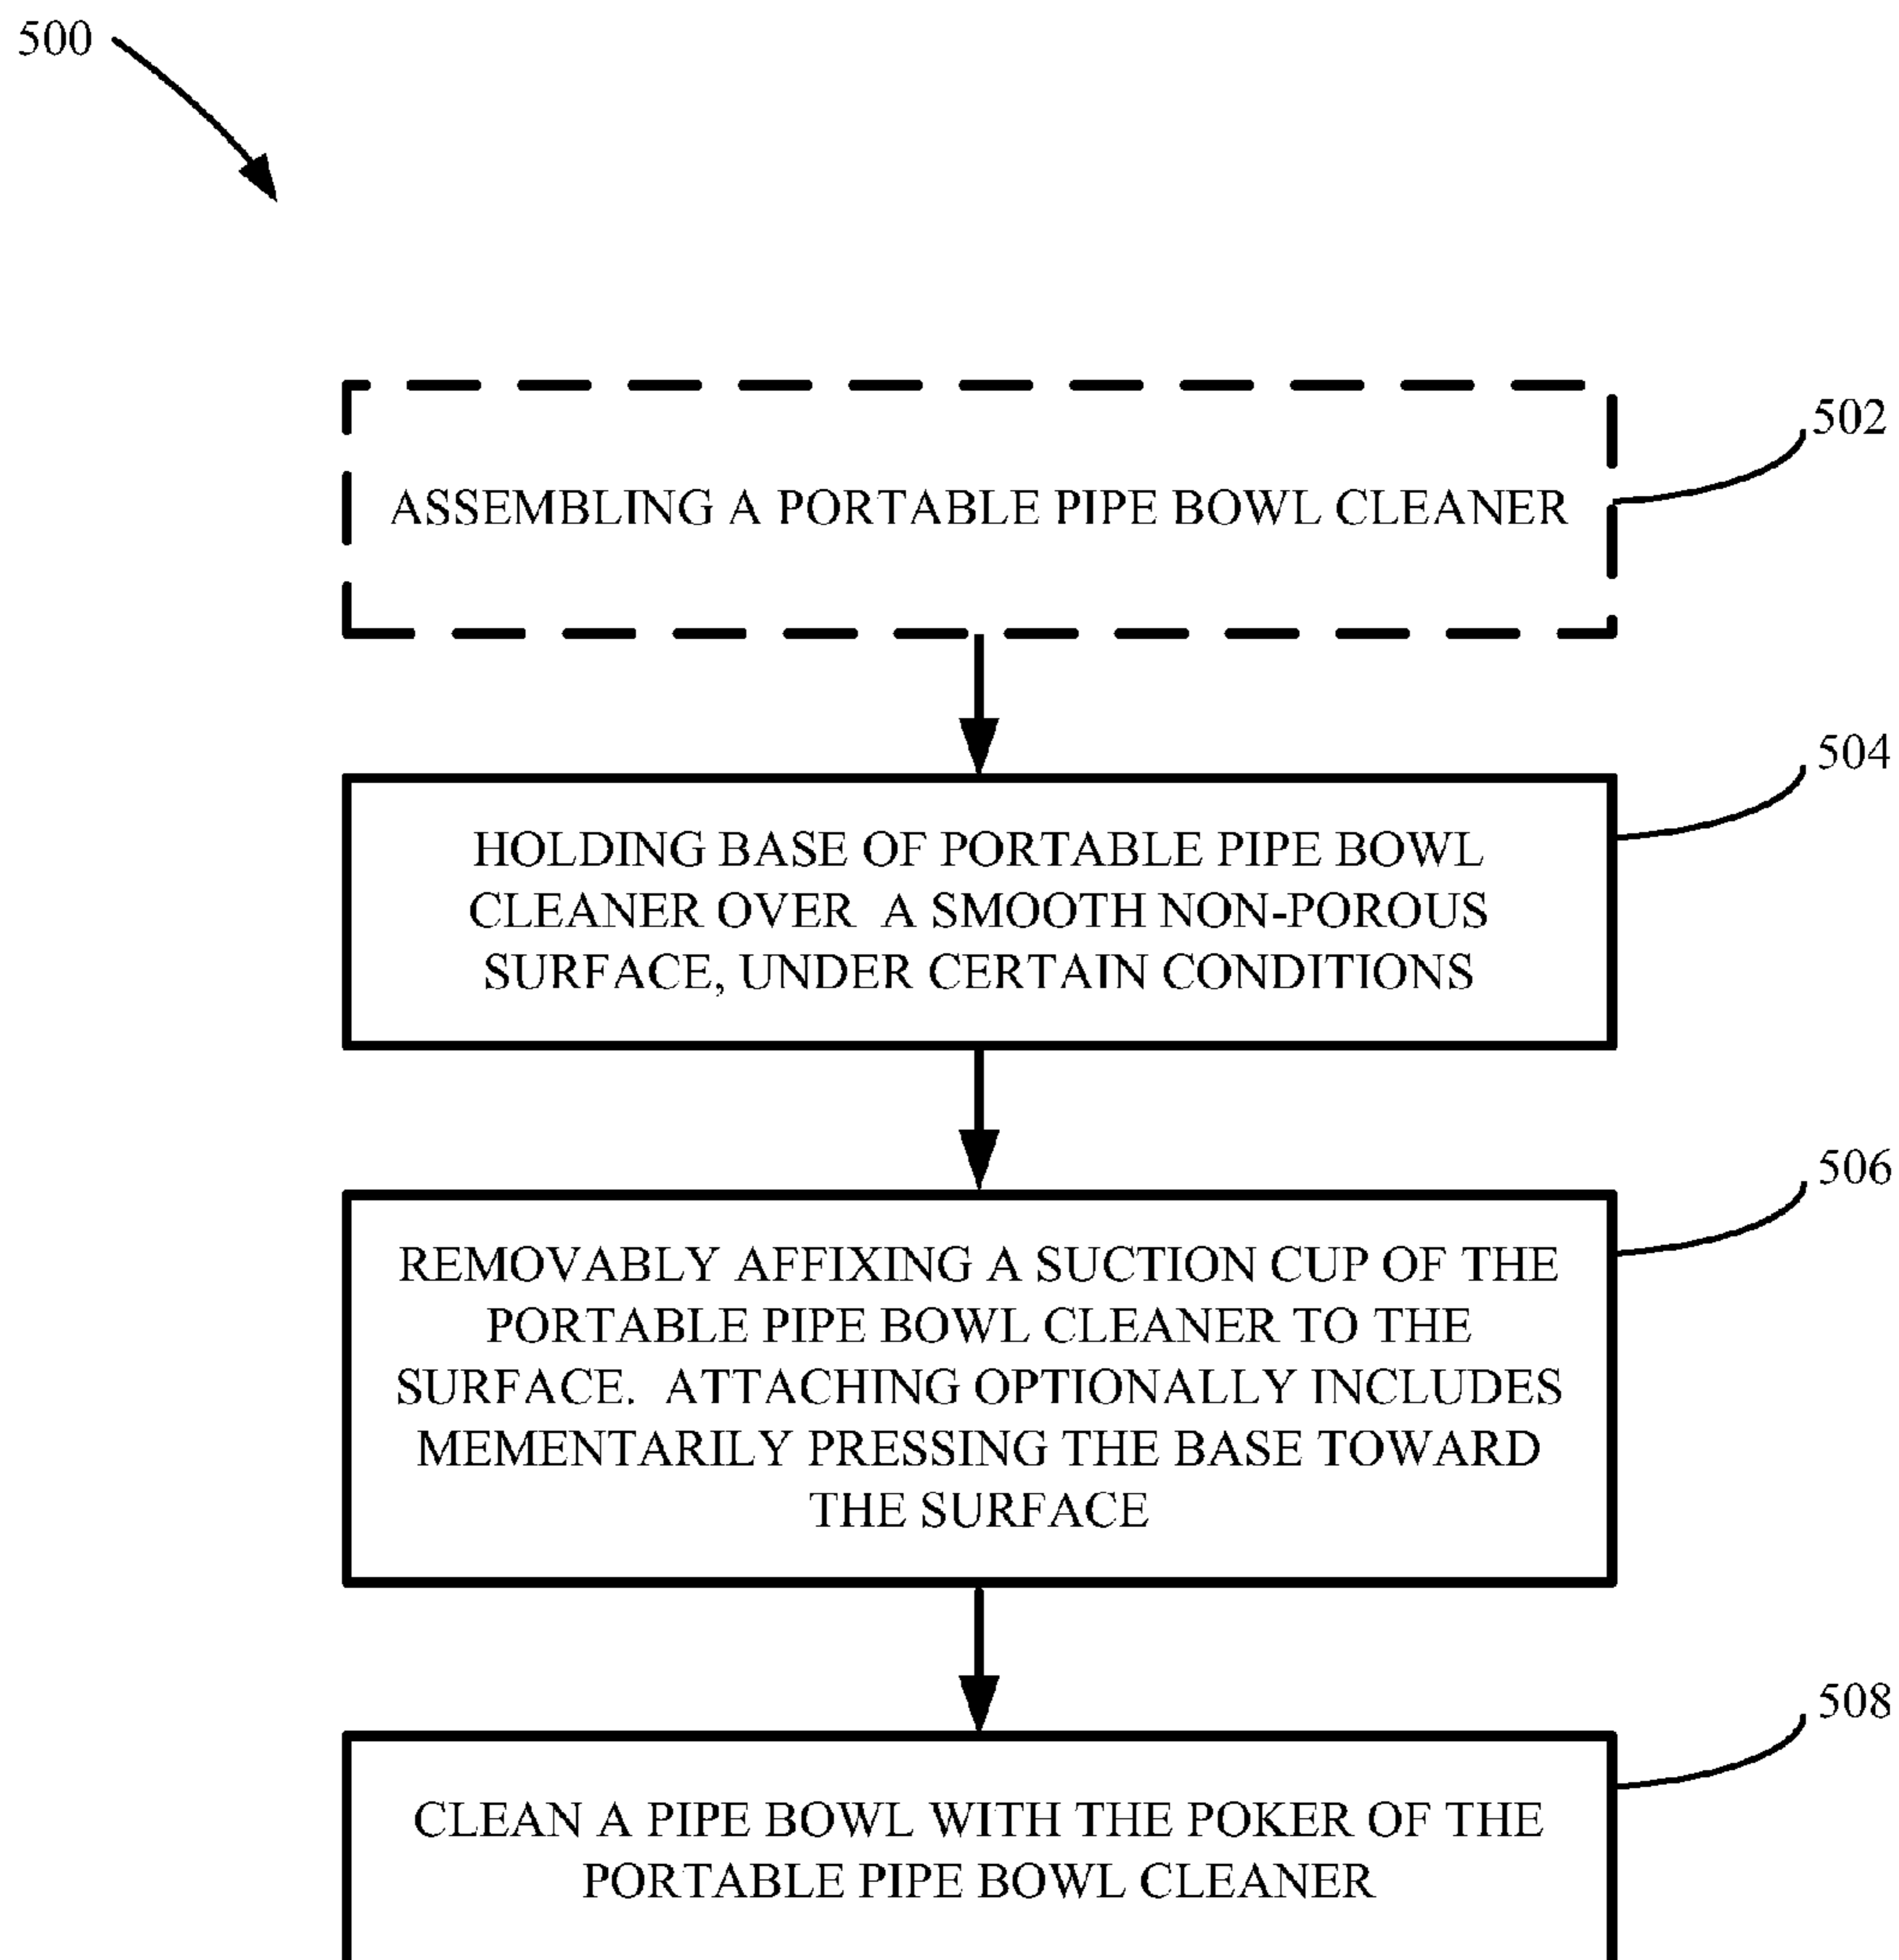 500
502
ASSEMBLING A PORTABLE PIPE BOWL CLEANER
504
HOLDING BASE OF PORTABLE PIPE BOWL
CLEANER OVER A SMOOTH NON-POROUS
SURFACE, UNDER CERTAIN CONDITIONS
506
REMOVABLY AFFIXING A SUCTION CUP OF THE
PORTABLE PIPE BOWL CLEANER TO THE
SURFACE. ATTACHING OPTIONALLY INCLUDES
MEMENTARILY PRESSING THE BASE TOWARD
THE SURFACE
508
CLEAN A PIPE BOWL WITH THE POKER OF THE
PORTABLE PIPE BOWL CLEANER